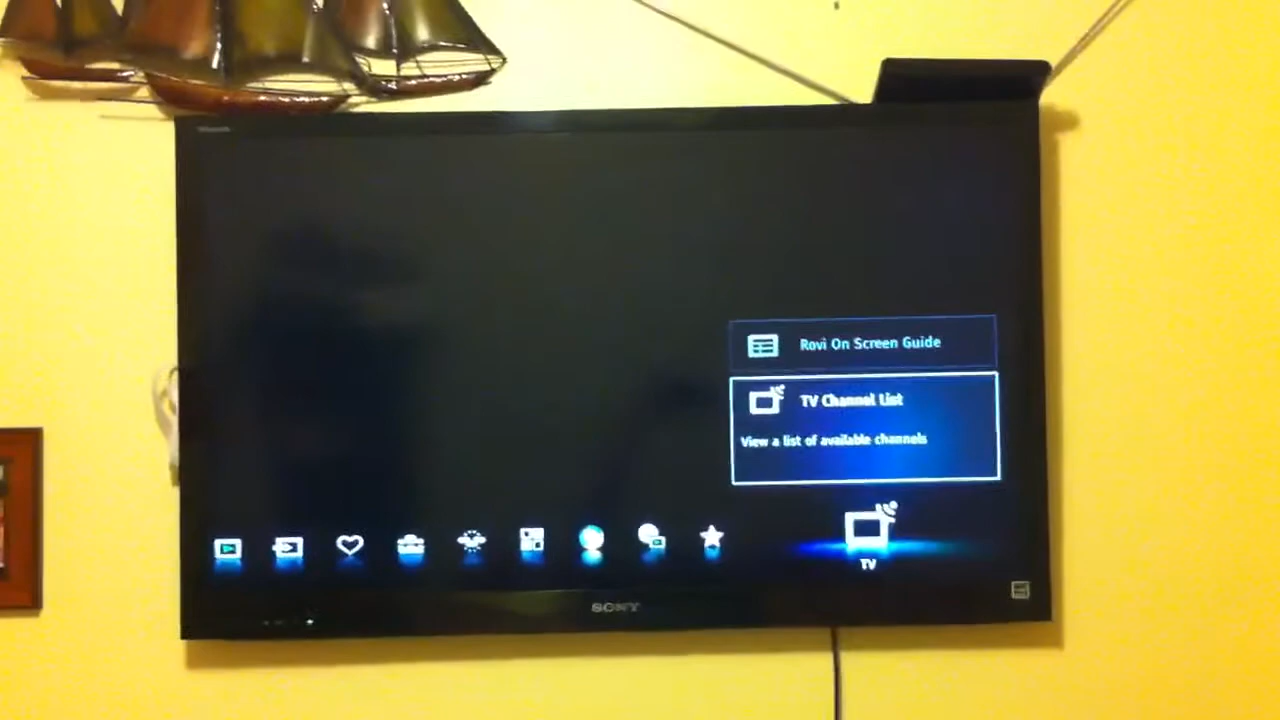 Rovi On Screen Guide
TV Channel List
View a list of available channels
TV
SONY